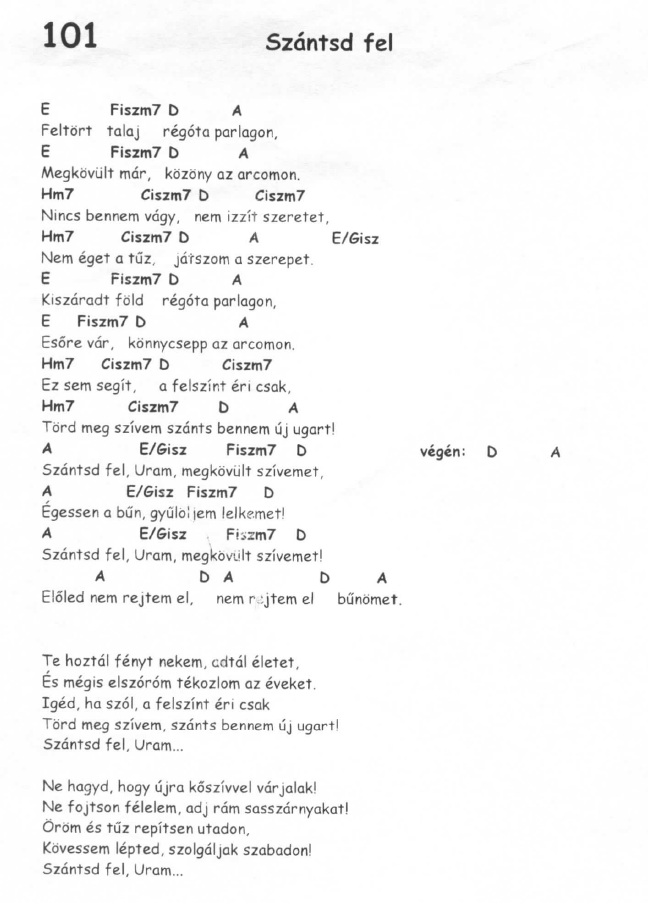 101
Szántsd fel
E Fiszm7 D A
Feltört talaj régóta parlagon,
E Fiszm7 D A
Megkövült már, közöny az arcomon.
Hm7 Ciszm7 D Ciszm7
Nincs bennem vágy, nem izzít szeretet,
Hm7 Ciszm7 D A E/Gisz
Nem éget a tűz, játszom a szerepet.
E Fiszm7 D A
Kiszáradt föld régóta parlagon,
E Fiszm7 D A
Esőre vár, könnycsepp az arcomon.
Hm7 Ciszm7 D Ciszm7
Ez sem segít, a felszínt éri csak,
Hm7 Ciszm7 D A
Törd meg szívem szánts bennem új ugart!
A E/Gisz Fiszm7 D végén: D A
Szántsd fel, Uram, megkövült szívemet,
A E/Gisz Fiszm7 D
Égessen a bűn, gyűlöljem lelkemet!
A E/Gisz Fiszm7 D
Szántsd fel, Uram, megkövült szívemet!
A D A D A
Előled nem rejtem el, nem rejtem el bűnömet.
Te hoztál fényt nekem, adtál életet,
És mégis elszóróm tékozlom az éveket.
Igéd, ha szól, a felszínt éri csak
Törd meg szívem, szánts bennem új ugart!
Szántsd fel, Uram...
Ne hagyd, hogy újra kőszívvel várjalak!
Ne fojtson félelem, adj rám sasszárnyakat!
Öröm és tűz repítsen utadon,
Kövessem lépted, szolgáljak szabadon!
Szántsd fel, Uram...